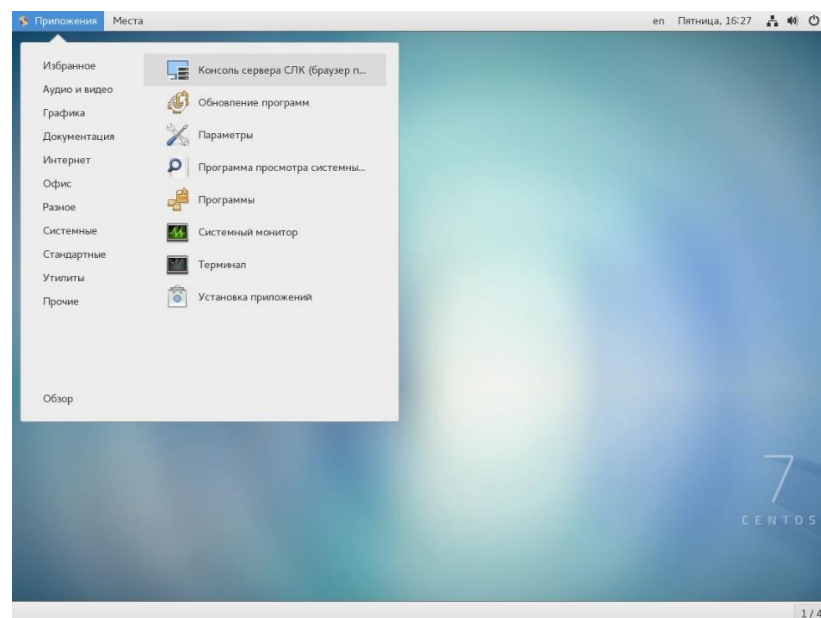 Приложения Места en Пятница, 16:27
Избранное
Аудио и видео
Графика
Документация
Интернет
Офис
Разное
Системные
Стандартные
Утилиты
Прочие
Обзор
Консоль сервера СЛК (браузер п...
Обновление программ
Параметры
Программа просмотра системны...
Программы
Системный монитор
Терминал
Установка приложений
7
CENTOS
1 / 4